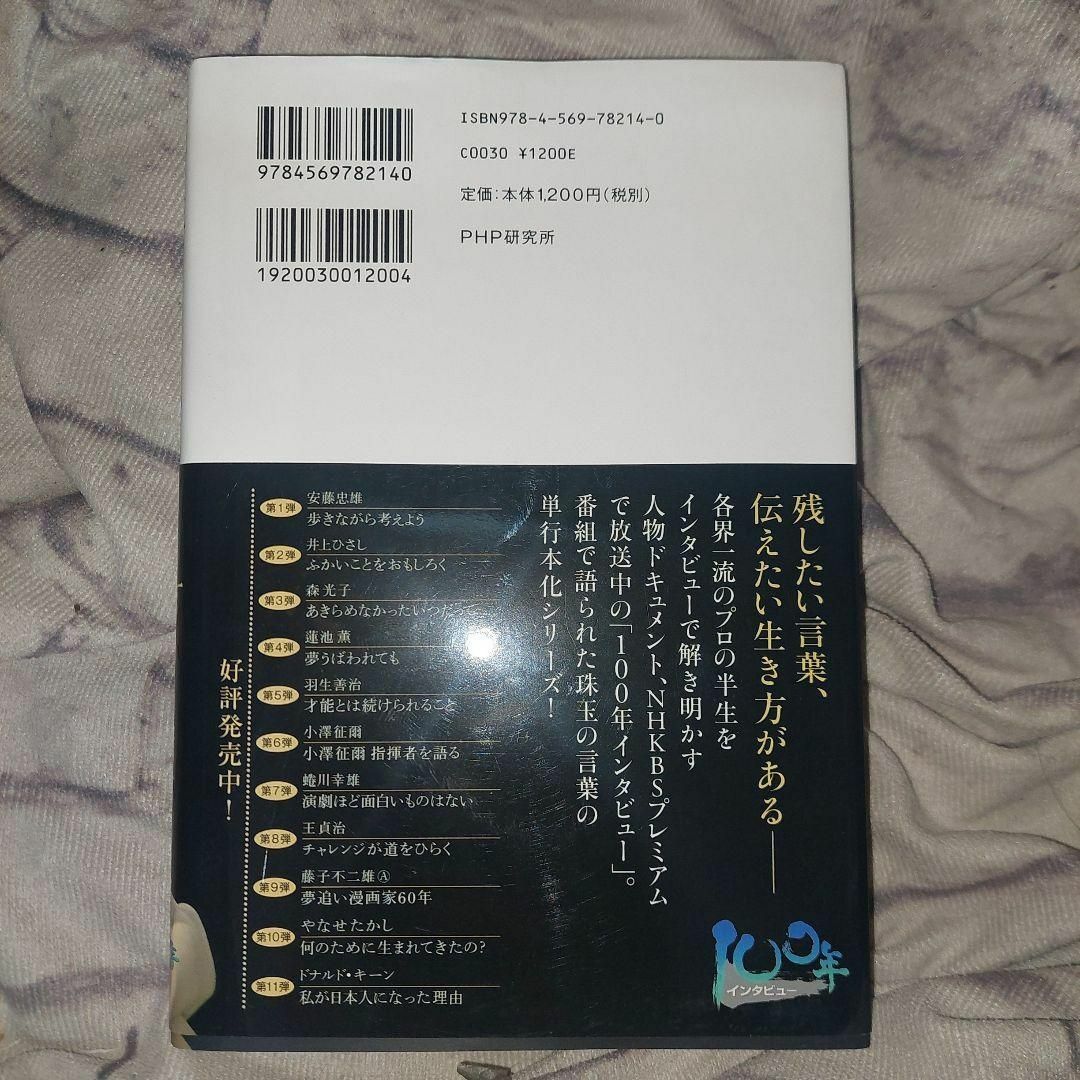 ISBN978-4-569-78214-0
C0030 ¥1200E
定価:本体1,200円(税別)
PHP研究所
9784569782140
1920030012004
残したい言葉、
伝えたい生き方がある――
各界一流のプロの半生を
インタビューで解き明かす
人物ドキュメント、NHKBSプレミアム
で放送中の「100年インタビュー」。
番組で語られた珠玉の言葉の
単行本化シリーズ!
第1弾 安藤忠雄
歩きながら考えよう
第2弾 井上ひさし
ふかいことをおもしろく
第3弾 森 光子
あきらめなかったいつだって
第4弾 蓮池 薫
夢うばわれても
第5弾 羽生善治
才能とは続けられること
第6弾 小澤征爾
小澤征爾 指揮者を語る
第7弾 蜷川幸雄
演劇ほど面白いものはない
第8弾 王貞治
チャレンジが道をひらく
第9弾 藤子不二雄Ⓐ
夢追い漫画家60年
第10弾 やなせたかし
何のために生まれてきたの?
第11弾 ドナルド・キーン
私が日本人になった理由
好評発売中!
100年
インタビュー